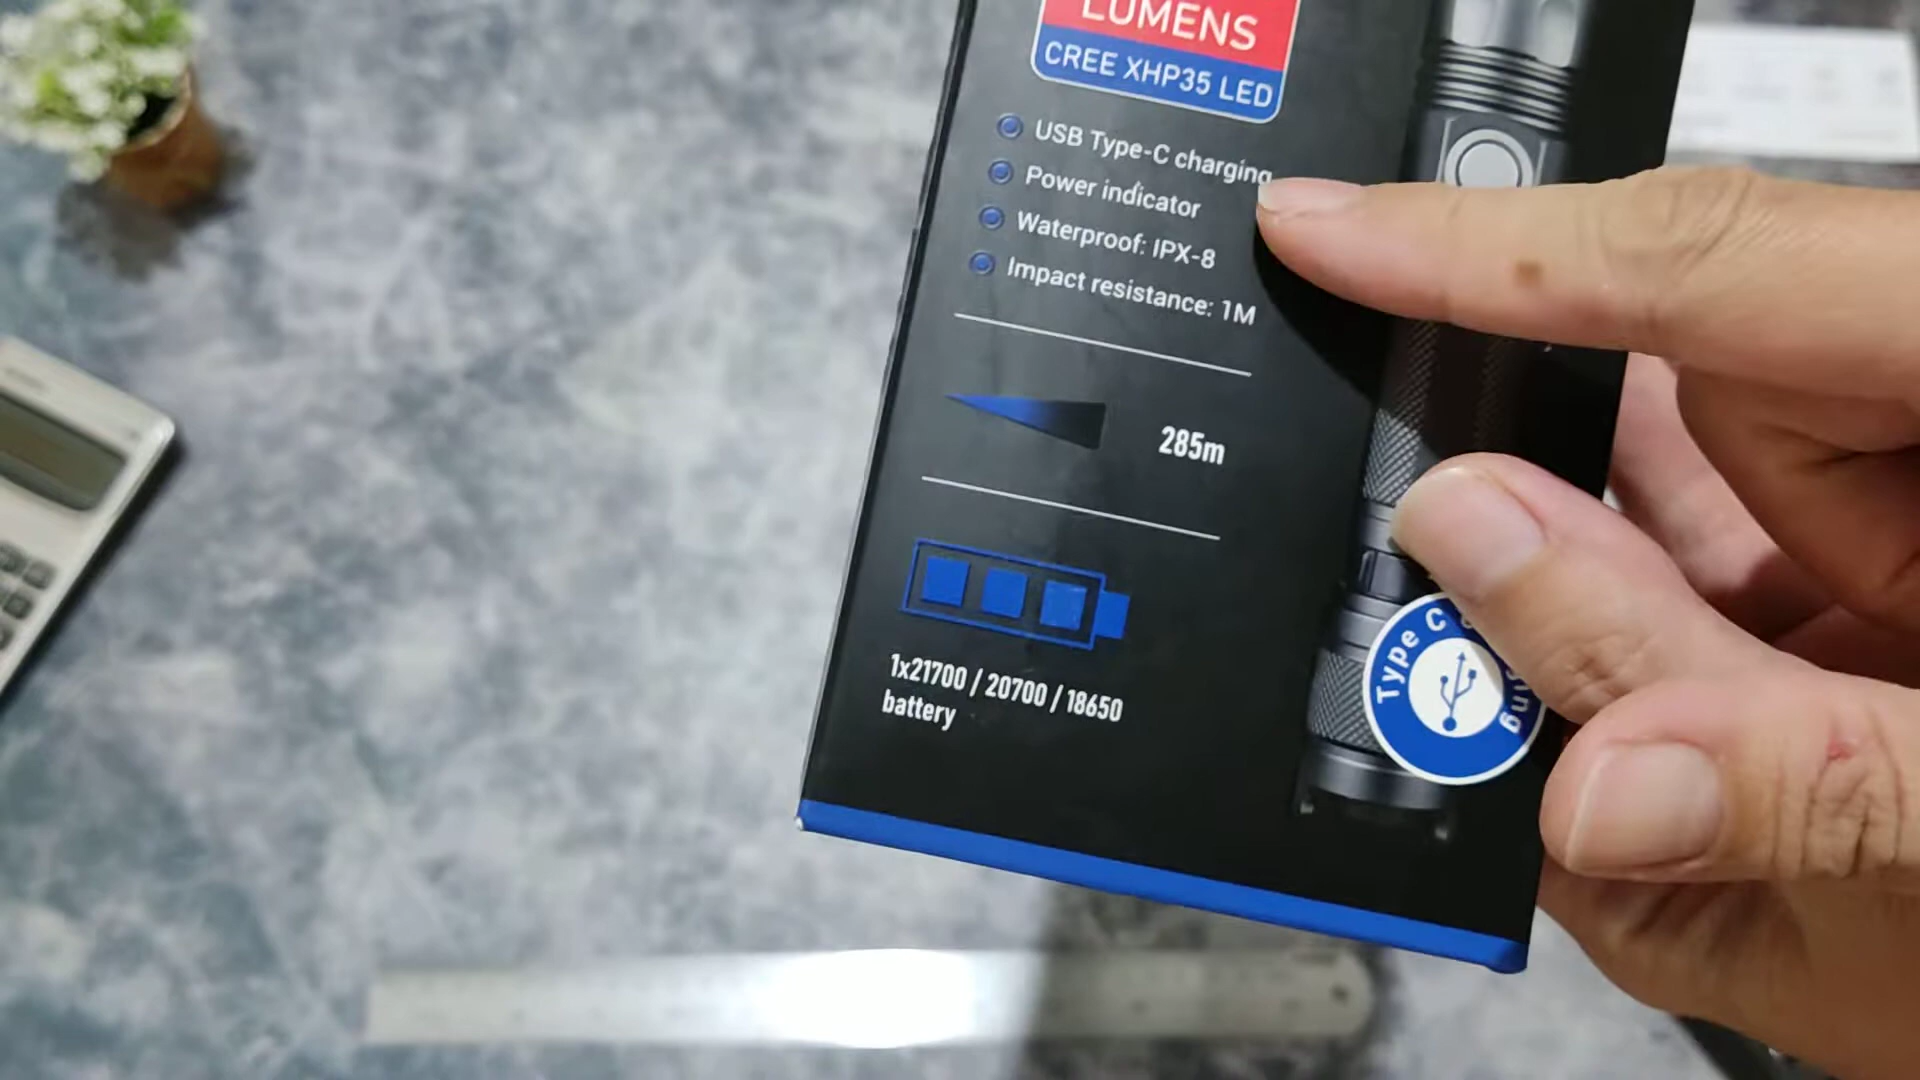 LUMENS
CREE XHP35 LED
USB Type-C charging
Power indicator
Waterproof: IPX-8
Impact resistance: 1M
285m
1x21700 / 20700 / 18650
battery
Type C